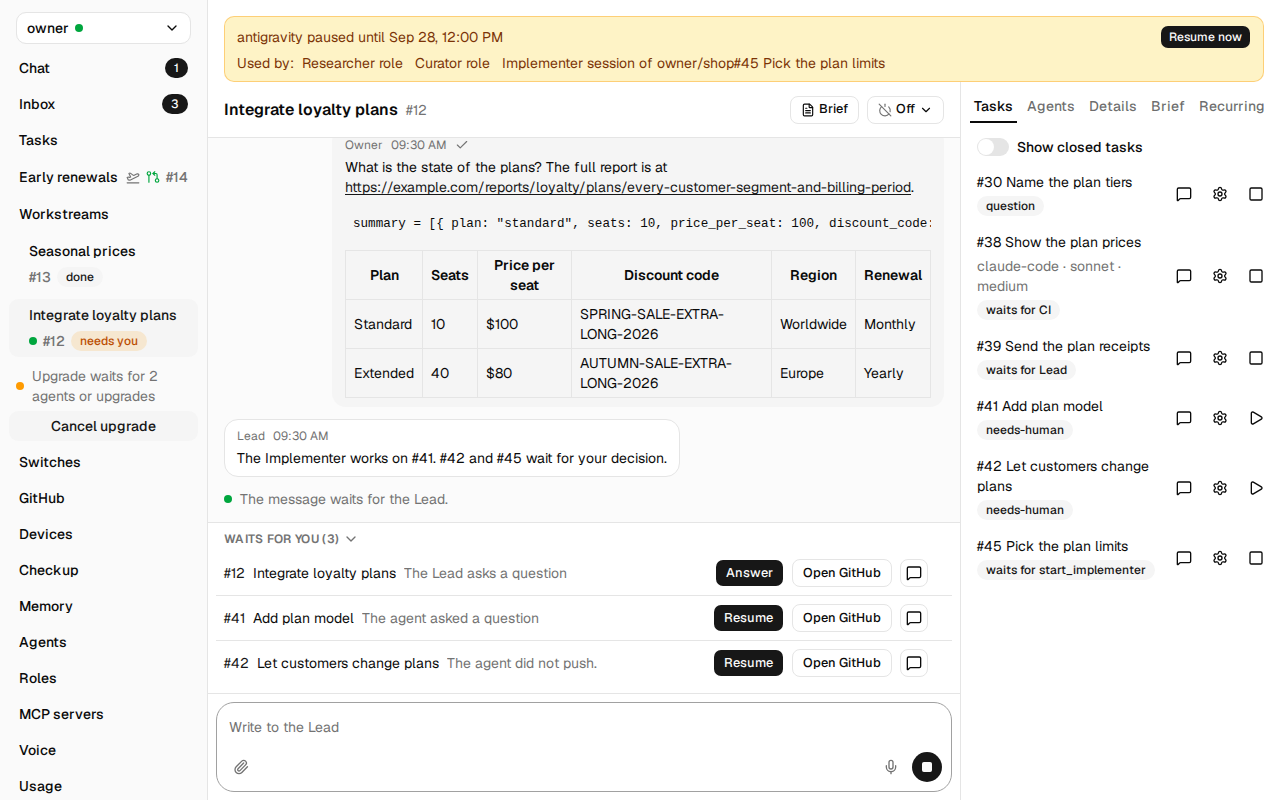 owner
Chat 1
Inbox 3
Tasks
Early renewals #14
Workstreams
Seasonal prices
#13 done
Integrate loyalty plans
#12 needs you
Upgrade waits for 2
agents or upgrades
Cancel upgrade
Switches
GitHub
Devices
Checkup
Memory
Agents
Roles
MCP servers
Voice
Usage
antigravity paused until Sep 28, 12:00 PM
Resume now
Used by: Researcher role Curator role Implementer session of owner/shop#45 Pick the plan limits
Integrate loyalty plans #12
Brief
Off
Owner 09:30 AM
What is the state of the plans? The full report is at
https://example.com/reports/loyalty/plans/every-customer-segment-and-billing-period.
summary = [{ plan: "standard", seats: 10, price_per_seat: 100, discount_code:
Plan Seats Price per seat Discount code Region Renewal
Standard 10 $100 SPRING-SALE-EXTRA-LONG-2026 Worldwide Monthly
Extended 40 $80 AUTUMN-SALE-EXTRA-LONG-2026 Europe Yearly
Lead 09:30 AM
The Implementer works on #41. #42 and #45 wait for your decision.
The message waits for the Lead.
WAITS FOR YOU (3)
#12 Integrate loyalty plans The Lead asks a question Answer Open GitHub
#41 Add plan model The agent asked a question Resume Open GitHub
#42 Let customers change plans The agent did not push. Resume Open GitHub
Write to the Lead
Tasks Agents Details Brief Recurring
Show closed tasks
#30 Name the plan tiers
question
#38 Show the plan prices
claude-code · sonnet ·
medium
waits for CI
#39 Send the plan receipts
waits for Lead
#41 Add plan model
needs-human
#42 Let customers change
plans
needs-human
#45 Pick the plan limits
waits for start_implementer